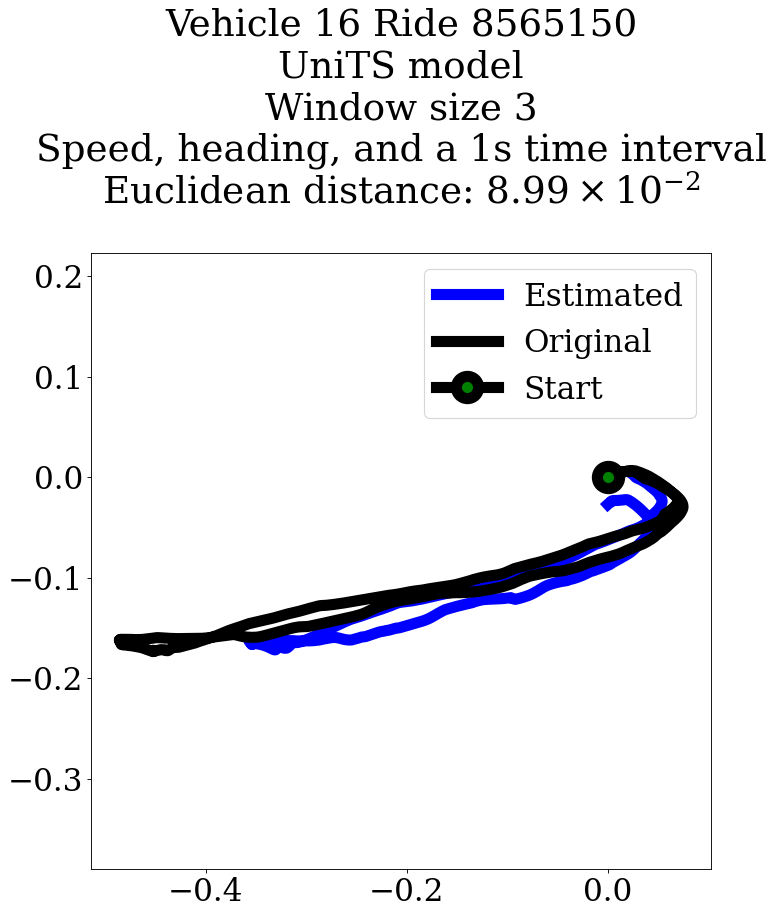 Vehicle 16 Ride 8565150
UniTS model
Window size 3
Speed, heading, and a 1s time interval
Euclidean distance: 8.99 × 10⁻²
Estimated
Original
Start
0.2
0.1
0.0
−0.1
−0.2
−0.3
−0.4
−0.2
0.0